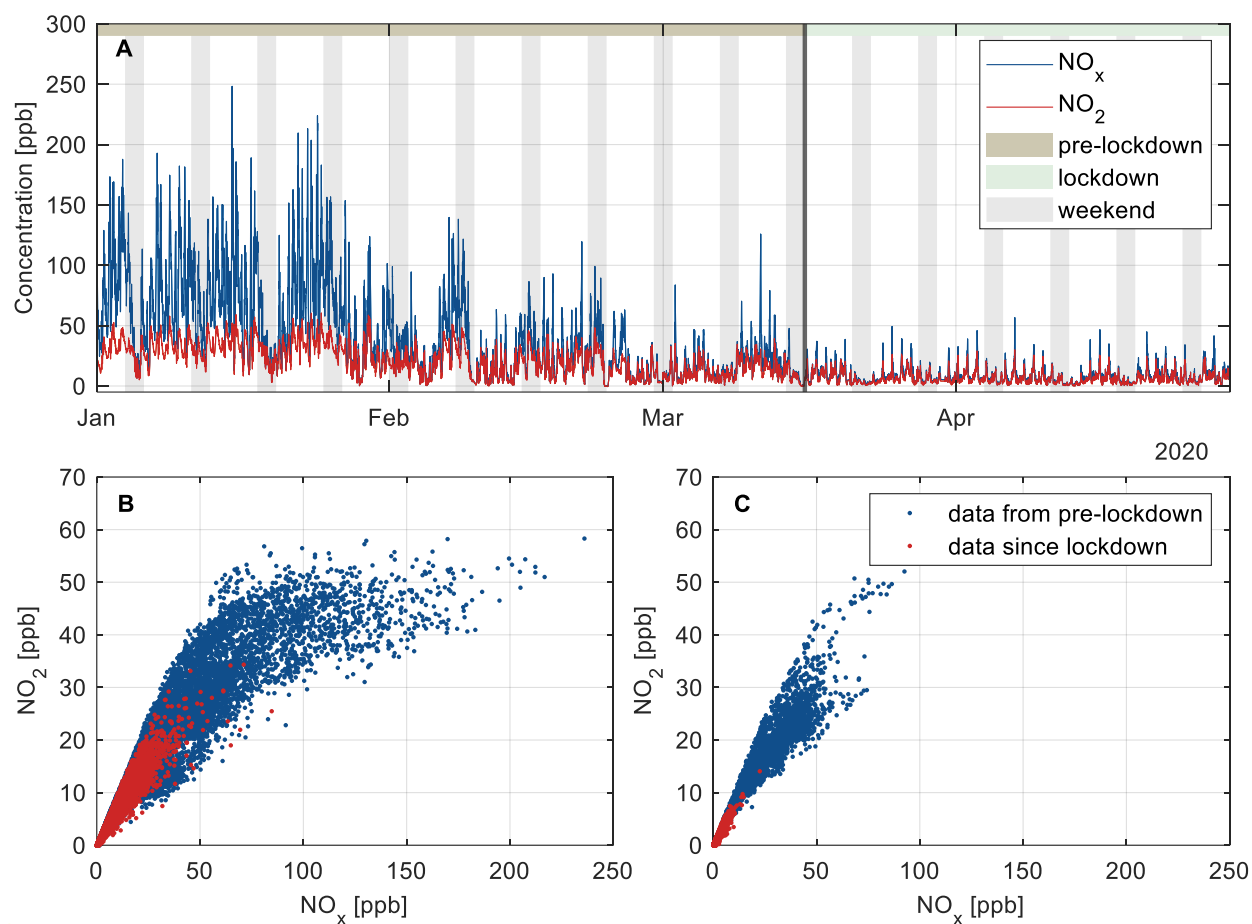 300
250
200
150
100
50
0
Concentration [ppb]
A
NOx
NO2
pre-lockdown
lockdown
weekend
Jan
Feb
Mar
Apr
2020
70
60
50
40
30
20
10
0
NO2 [ppb]
B
0
50
100
150
200
250
NOx [ppb]
70
60
50
40
30
20
10
0
NO2 [ppb]
C
data from pre-lockdown
data since lockdown
0
50
100
150
200
250
NOx [ppb]